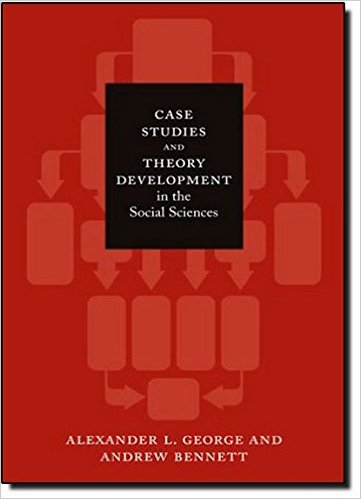 CASE
STUDIES
AND
THEORY
DEVELOPMENT
in the
Social Sciences
ALEXANDER L. GEORGE AND
ANDREW BENNETT